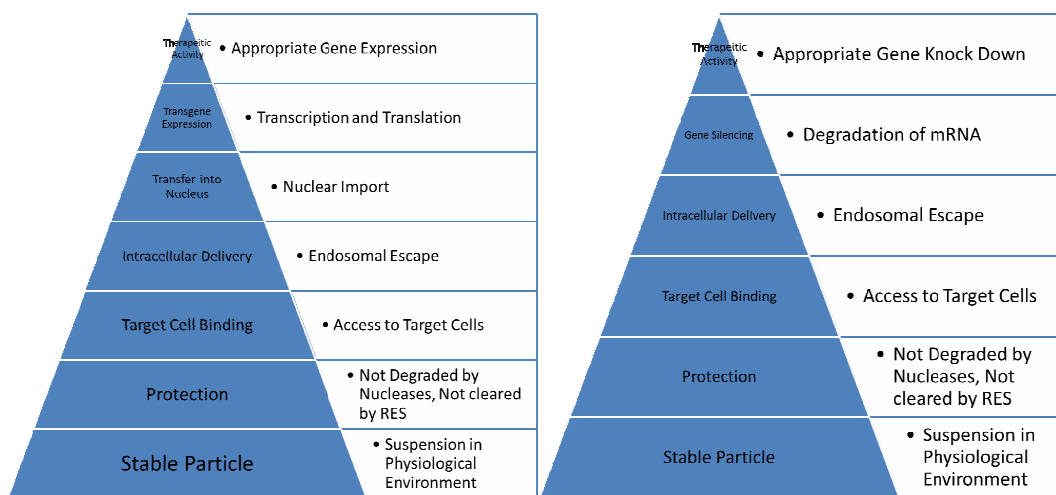 Therapeitic
Activity
• Appropriate Gene Expression
Transgene
Expression
• Transcription and Translation
Transfer into
Nucleus
• Nuclear Import
Intracellular Delivery
• Endosomal Escape
Target Cell Binding
• Access to Target Cells
Protection
• Not Degraded by
Nucleases, Not cleared
by RES
Stable Particle
• Suspension in
Physiological
Environment
Therapeitic
Activity
• Appropriate Gene Knock Down
Gene Silencing
• Degradation of mRNA
Intracellular Delivery
• Endosomal Escape
Target Cell Binding
• Access to Target Cells
Protection
• Not Degraded by
Nucleases, Not
cleared by RES
Stable Particle
• Suspension in
Physiological
Environment